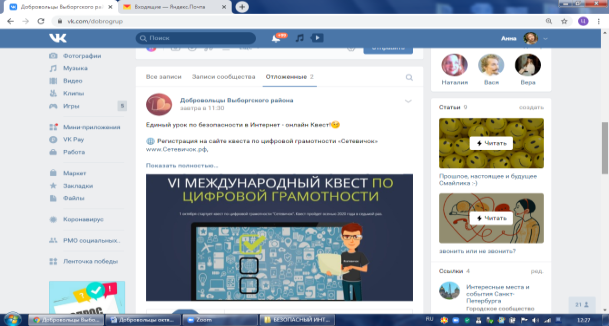 Добровольцы Выборгского ра
Входящие — Яндекс.Почта
vk.com/dobrogrup
Поиск
Анна
Фотографии
Музыка
Видео
Клипы
Игры
Мини-приложения
VK Pay
Работа
Маркет
Закладки
Файлы
Коронавирус
РМО социальных..
Ленточка победы
Отправить
Все записи
Записи сообщества
Отложенные 2
Добровольцы Выборгского района
завтра в 11:30
Единый урок по безопасности в Интернет - онлайн Квест!
Регистрация на сайте квеста по цифровой грамотности «Сетевичок»
www.Сетевичок.рф,
Показать полностью...
VI МЕЖДУНАРОДНЫЙ КВЕСТ ПО
ЦИФРОВОЙ ГРАМОТНОСТИ
Наталия
Вася
Вера
Статьи 9
создать
Читать
Прошлое, настоящее и будущее
Смайлика :-)
Читать
звонить или не звонить?
Ссылки 4
ред.
Интересные места и
события Санкт-
Петербурга
Городское сообщество
31
Добровольцы Выбо...
Добровольцы октя...
Zoom
БЕЗОПАСНЫЙ ИНТ...
RU
12:27